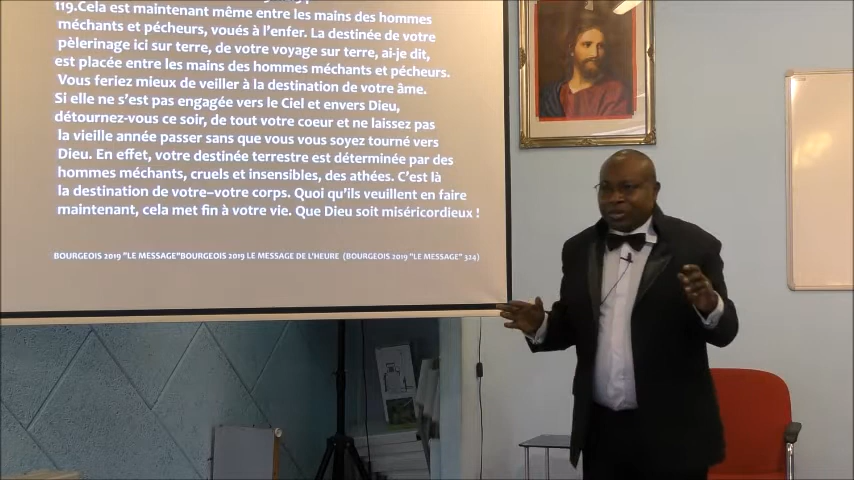 119.Cela est maintenant même entre les mains des hommes
méchants et pécheurs, voués à l'enfer. La destinée de votre
pèlerinage ici sur terre, de votre voyage sur terre, ai-je dit,
est placée entre les mains des hommes méchants et pécheurs.
Vous feriez mieux de veiller à la destination de votre âme.
Si elle ne s'est pas engagée vers le Ciel et envers Dieu,
détournez-vous ce soir, de tout votre coeur et ne laissez pas
la vieille année passer sans que vous vous soyez tourné vers
Dieu. En effet, votre destinée terrestre est déterminée par des
hommes méchants, cruels et insensibles, des athées. C'est là
la destination de votre–votre corps. Quoi qu'ils veuillent en faire
maintenant, cela met fin à votre vie. Que Dieu soit miséricordieux !
BOURGEOIS 2019 "LE MESSAGE"BOURGEOIS 2019 LE MESSAGE DE L'HEURE (BOURGEOIS 2019 "LE MESSAGE" 324)